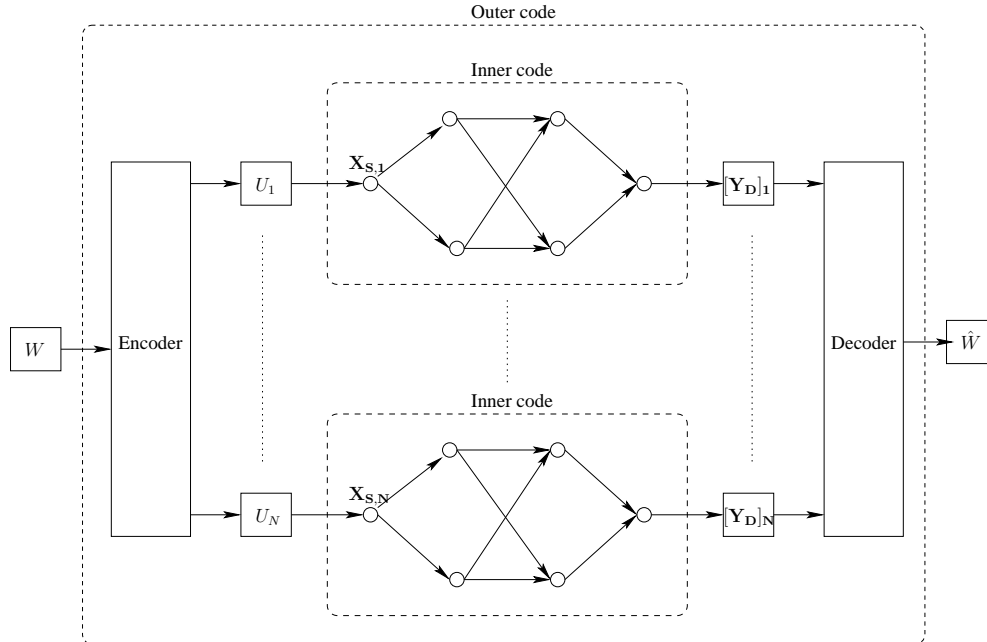 Outer code
Inner code
X_{S,1}
U_1
[Y_D]_1
W
Encoder
Decoder
Ŵ
Inner code
X_{S,N}
U_N
[Y_D]_N